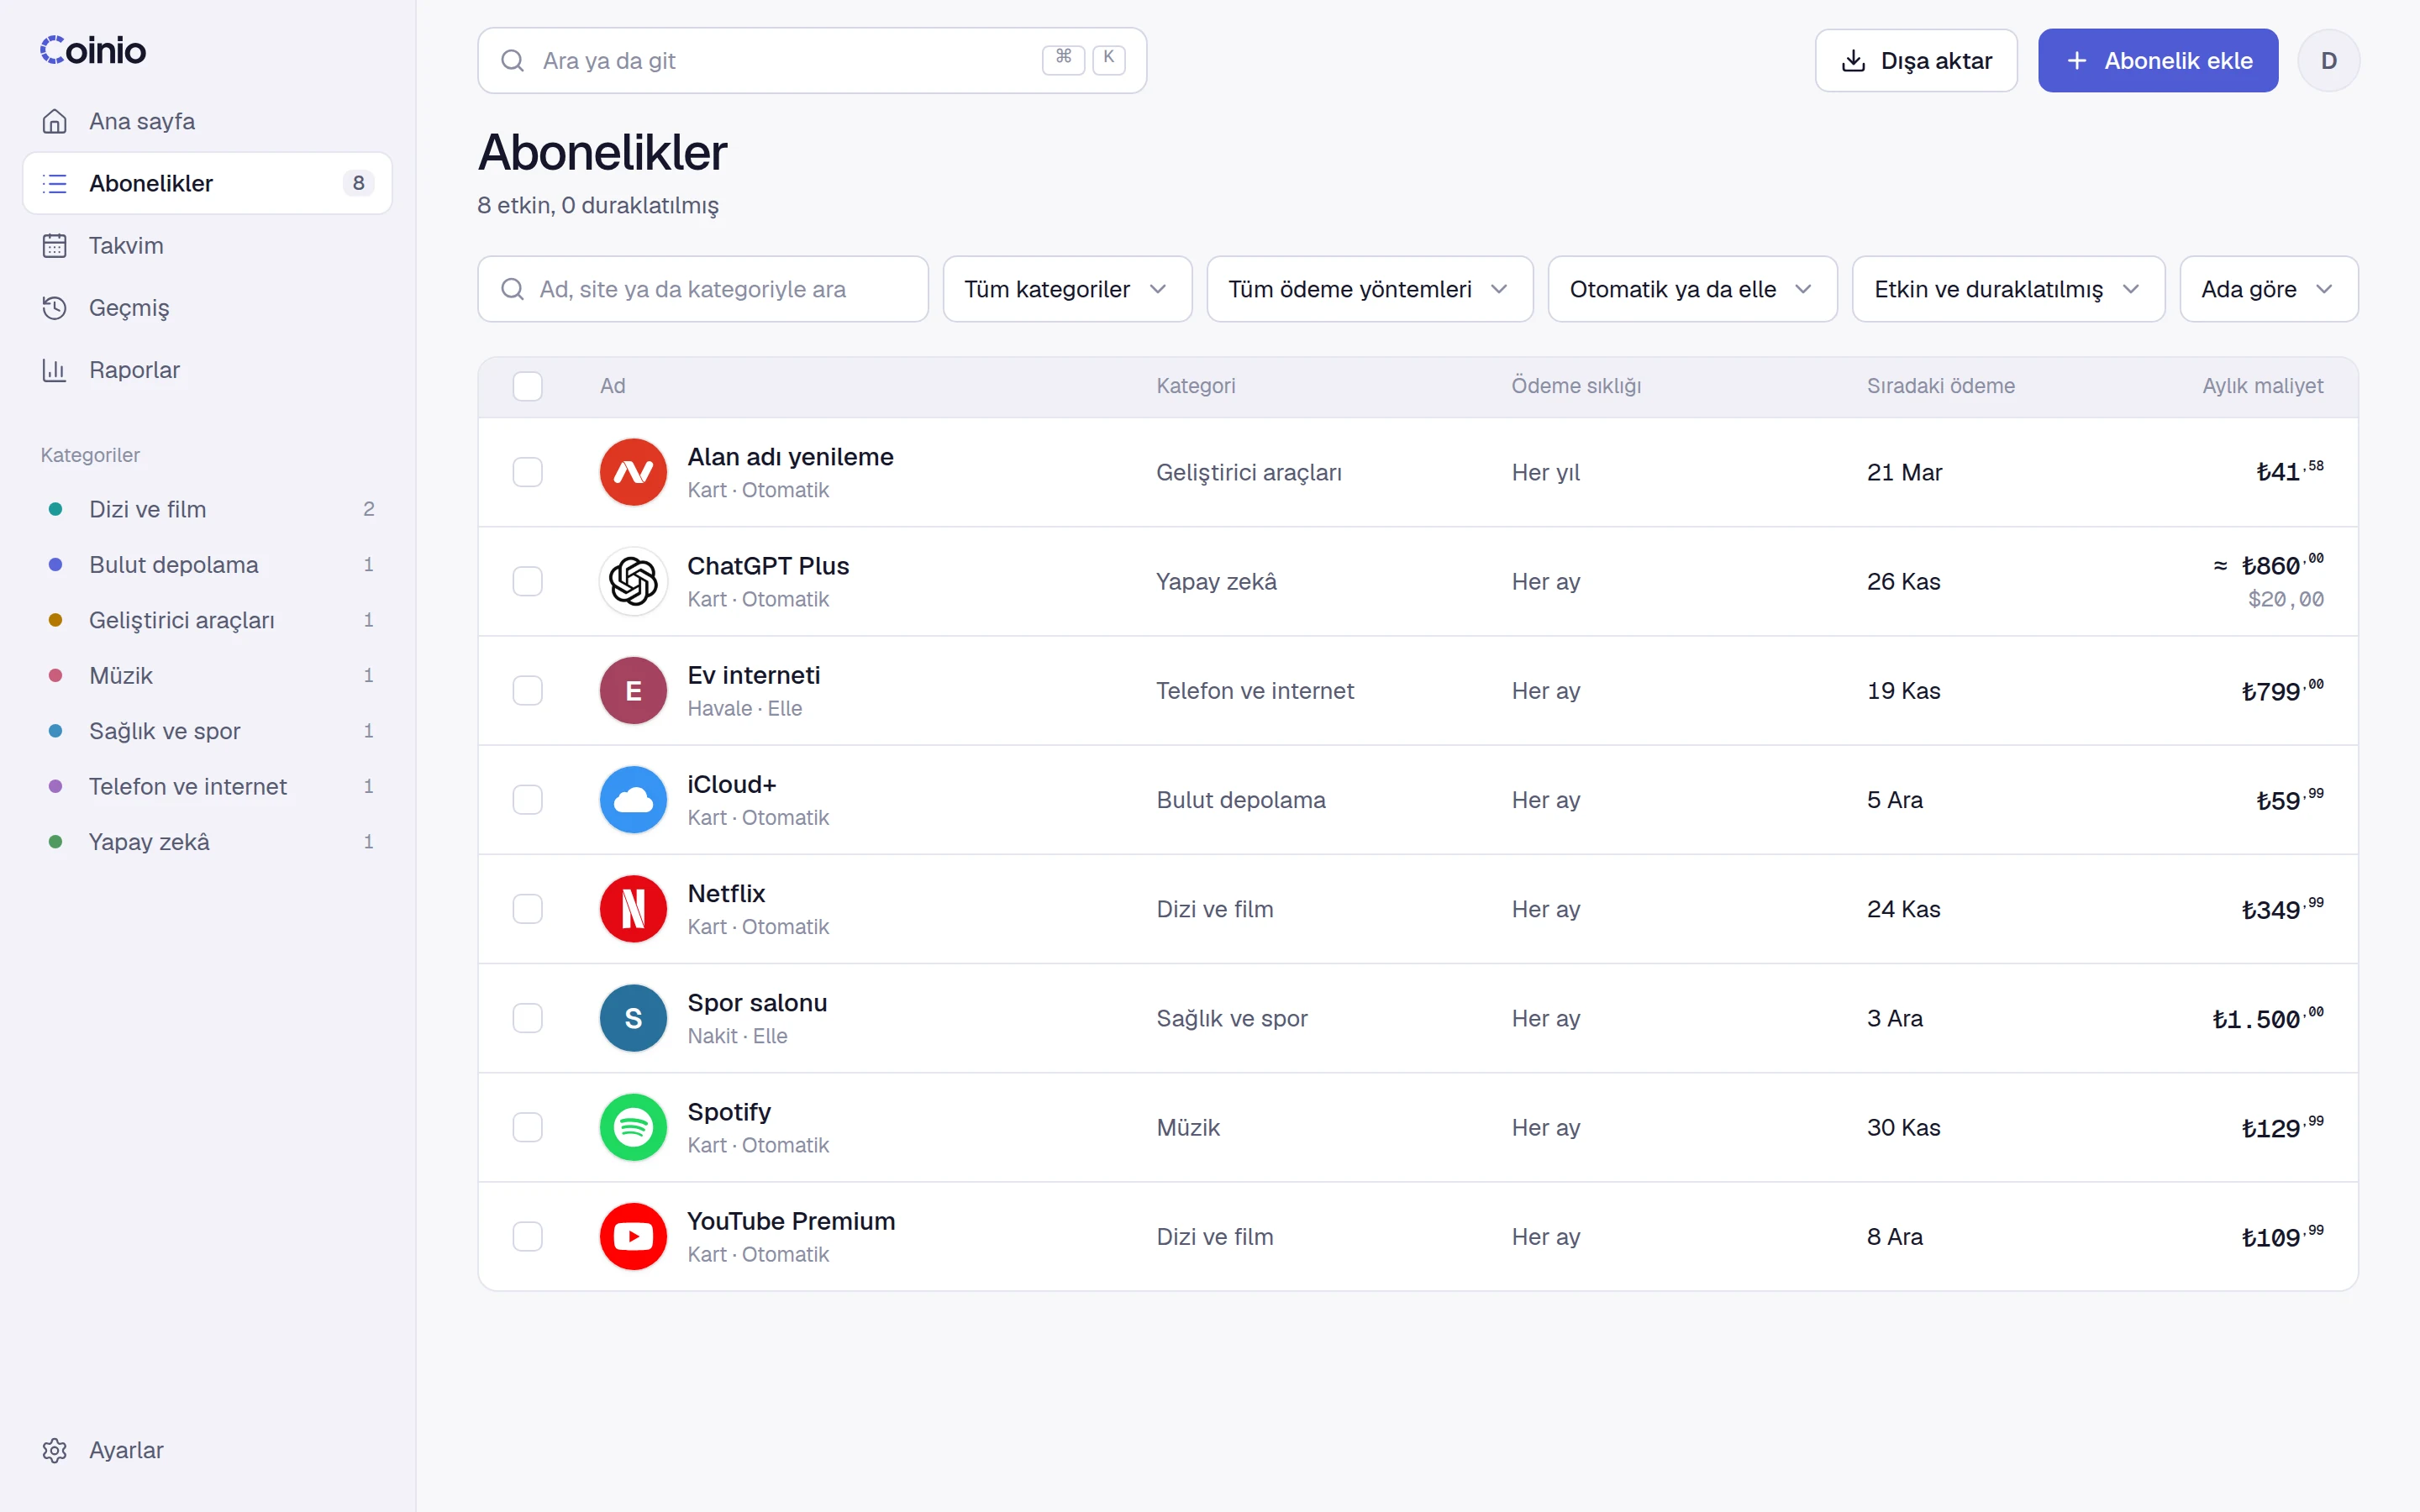 Coinio
Ana sayfa
Abonelikler 8
Takvim
Geçmiş
Raporlar
Kategoriler
Dizi ve film 2
Bulut depolama 1
Geliştirici araçları 1
Müzik 1
Sağlık ve spor 1
Telefon ve internet 1
Yapay zekâ 1
Ayarlar
Ara ya da git ⌘ K
Dışa aktar
Abonelik ekle
D
Abonelikler
8 etkin, 0 duraklatılmış
Ad, site ya da kategoriyle ara
Tüm kategoriler
Tüm ödeme yöntemleri
Otomatik ya da elle
Etkin ve duraklatılmış
Ada göre
Ad Kategori Ödeme sıklığı Sıradaki ödeme Aylık maliyet
Alan adı yenileme
Kart · Otomatik
Geliştirici araçları Her yıl 21 Mar ₺41,58
ChatGPT Plus
Kart · Otomatik
Yapay zekâ Her ay 26 Kas ≈ ₺860,00
$20,00
E
Ev interneti
Havale · Elle
Telefon ve internet Her ay 19 Kas ₺799,00
iCloud+
Kart · Otomatik
Bulut depolama Her ay 5 Ara ₺59,99
N
Netflix
Kart · Otomatik
Dizi ve film Her ay 24 Kas ₺349,99
S
Spor salonu
Nakit · Elle
Sağlık ve spor Her ay 3 Ara ₺1.500,00
Spotify
Kart · Otomatik
Müzik Her ay 30 Kas ₺129,99
YouTube Premium
Kart · Otomatik
Dizi ve film Her ay 8 Ara ₺109,99